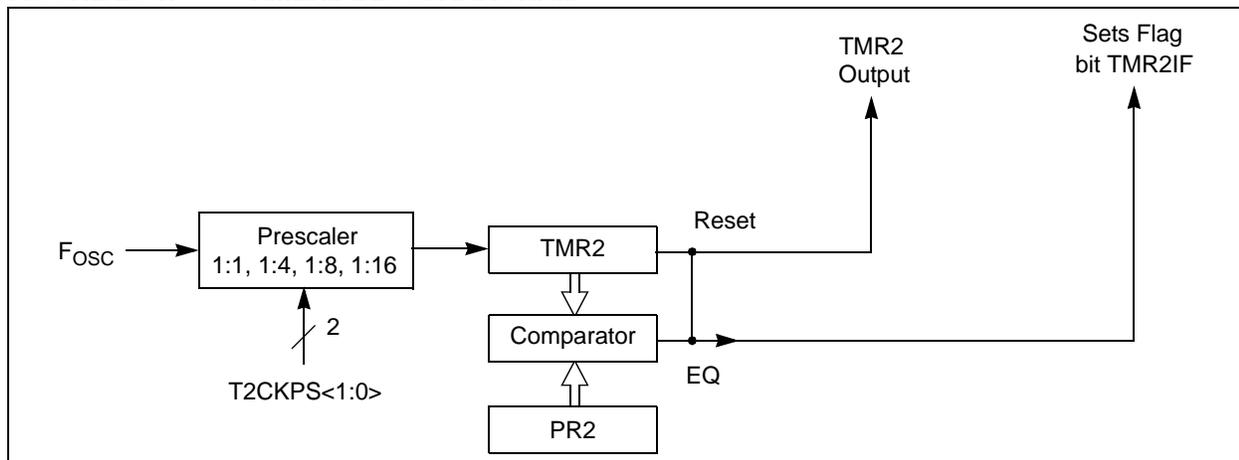 TMR2
Output
Sets Flag
bit TMR2IF
Reset
FOSC
Prescaler
1:1, 1:4, 1:8, 1:16
TMR2
2
Comparator
EQ
T2CKPS<1:0>
PR2